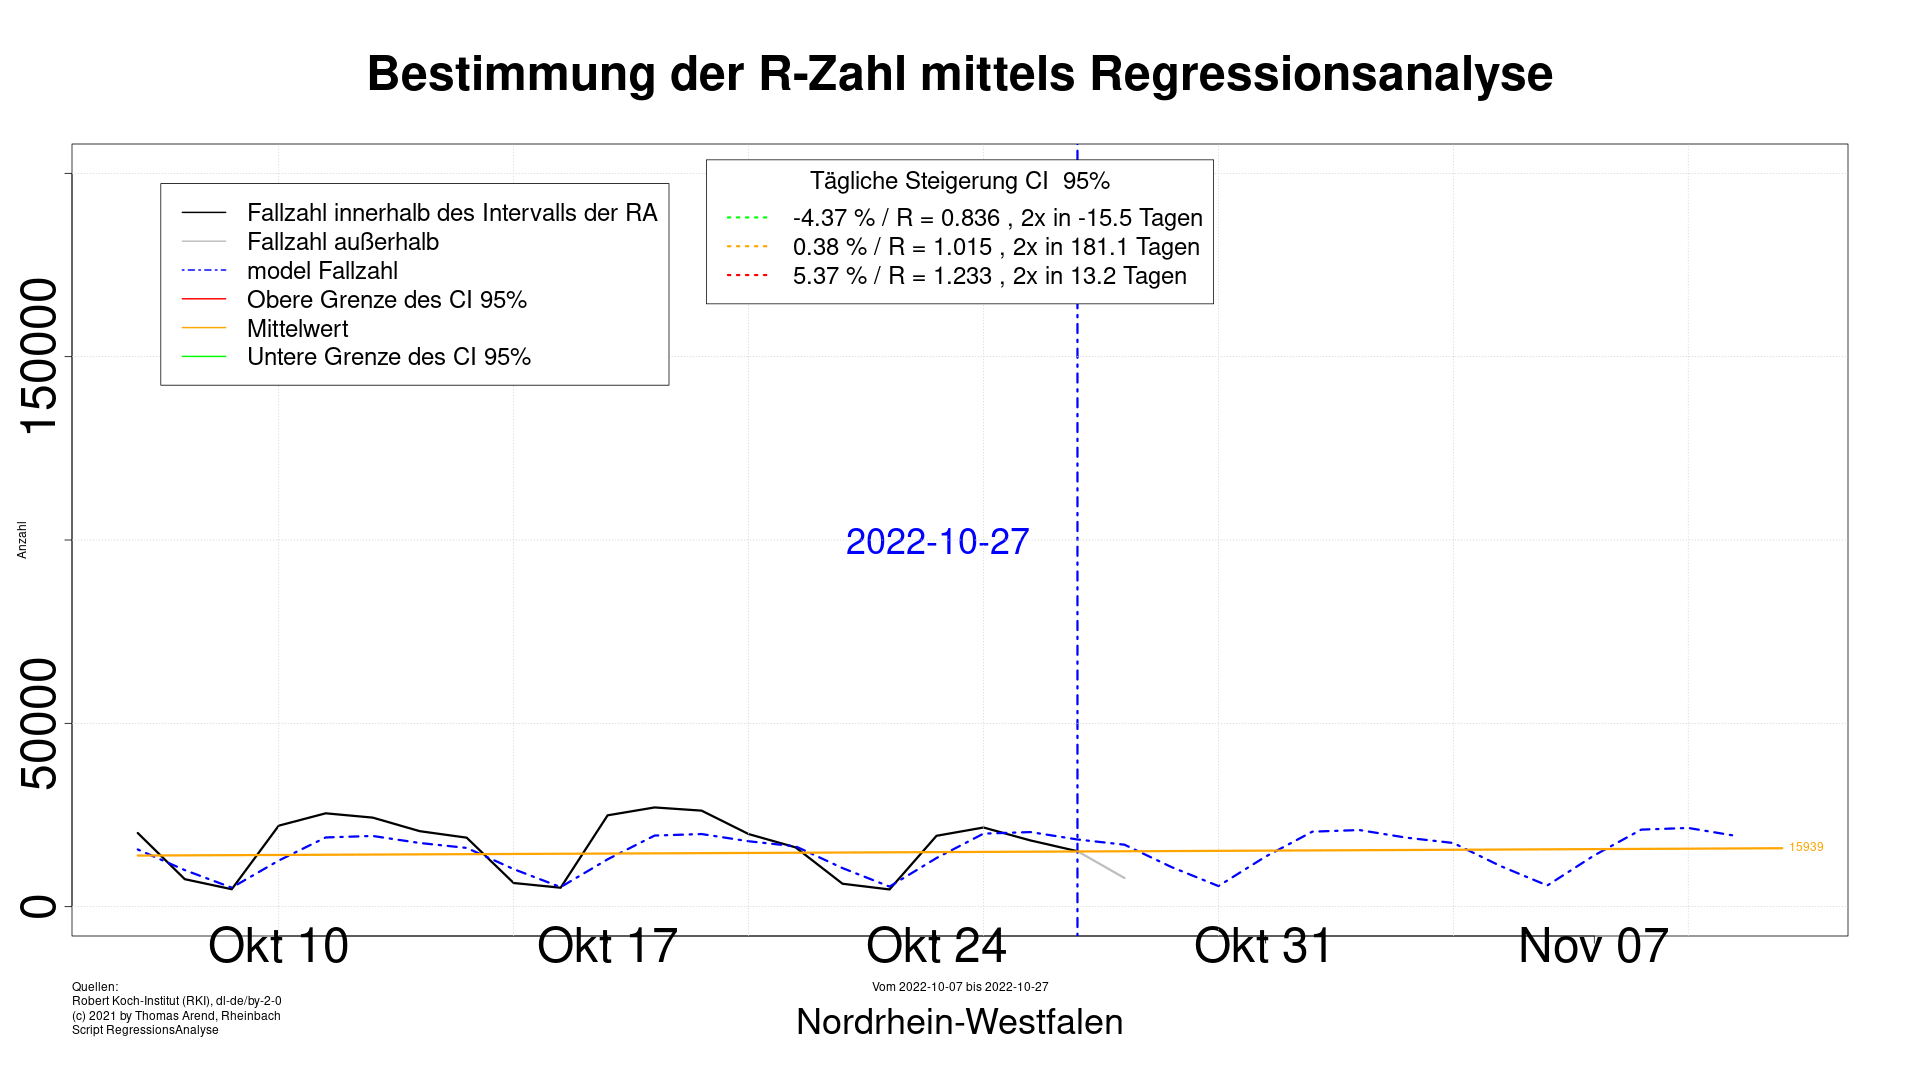 Bestimmung der R-Zahl mittels Regressionsanalyse
Fallzahl innerhalb des Intervalls der RA
Fallzahl außerhalb
model Fallzahl
Obere Grenze des CI 95%
Mittelwert
Untere Grenze des CI 95%
Tägliche Steigerung CI  95%
-4.37 % / R = 0.836 , 2x in -15.5 Tagen
0.38 % / R = 1.015 , 2x in 181.1 Tagen
5.37 % / R = 1.233 , 2x in 13.2 Tagen
150000
50000
0
Anzahl
2022-10-27
15939
Okt 10
Okt 17
Okt 24
Okt 31
Nov 07
Quellen:
Robert Koch-Institut (RKI), dl-de/by-2-0
(c) 2021 by Thomas Arend, Rheinbach
Script RegressionsAnalyse
Vom 2022-10-07 bis 2022-10-27
Nordrhein-Westfalen